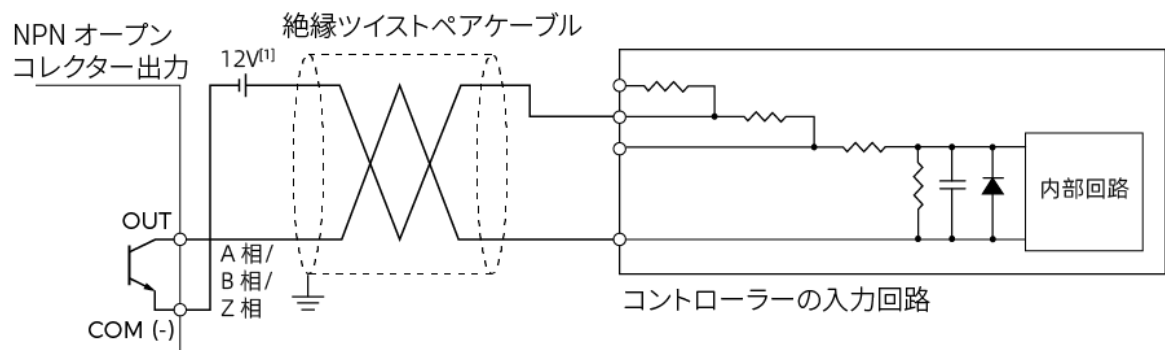 NPN オープン
コレクター出力
12V[1]
絶縁ツイストペアケーブル
OUT
A 相/
B 相/
Z 相
COM (-)
内部回路
コントローラーの入力回路